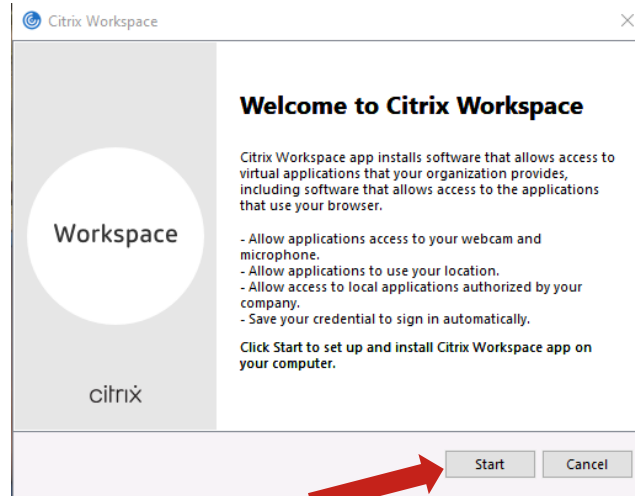 Citrix Workspace
Welcome to Citrix Workspace
Citrix Workspace app installs software that allows access to
virtual applications that your organization provides,
including software that allows access to the applications
that use your browser.
- Allow applications access to your webcam and
microphone.
- Allow applications to use your location.
- Allow access to local applications authorized by your
company.
- Save your credential to sign in automatically.
Click Start to set up and install Citrix Workspace app on
your computer.
Workspace
citrix
Start Cancel